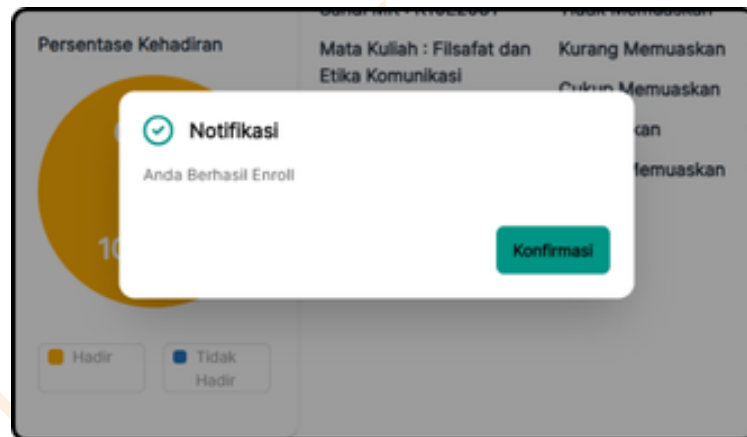 Persentase Kehadiran
Mata Kuliah : Filsafat dan
Etika Komunikasi
Kurang Memuaskan
Cukup Memuaskan
Notifikasi
Anda Berhasil Enroll
Konfirmasi
Hadir
Tidak
Hadir